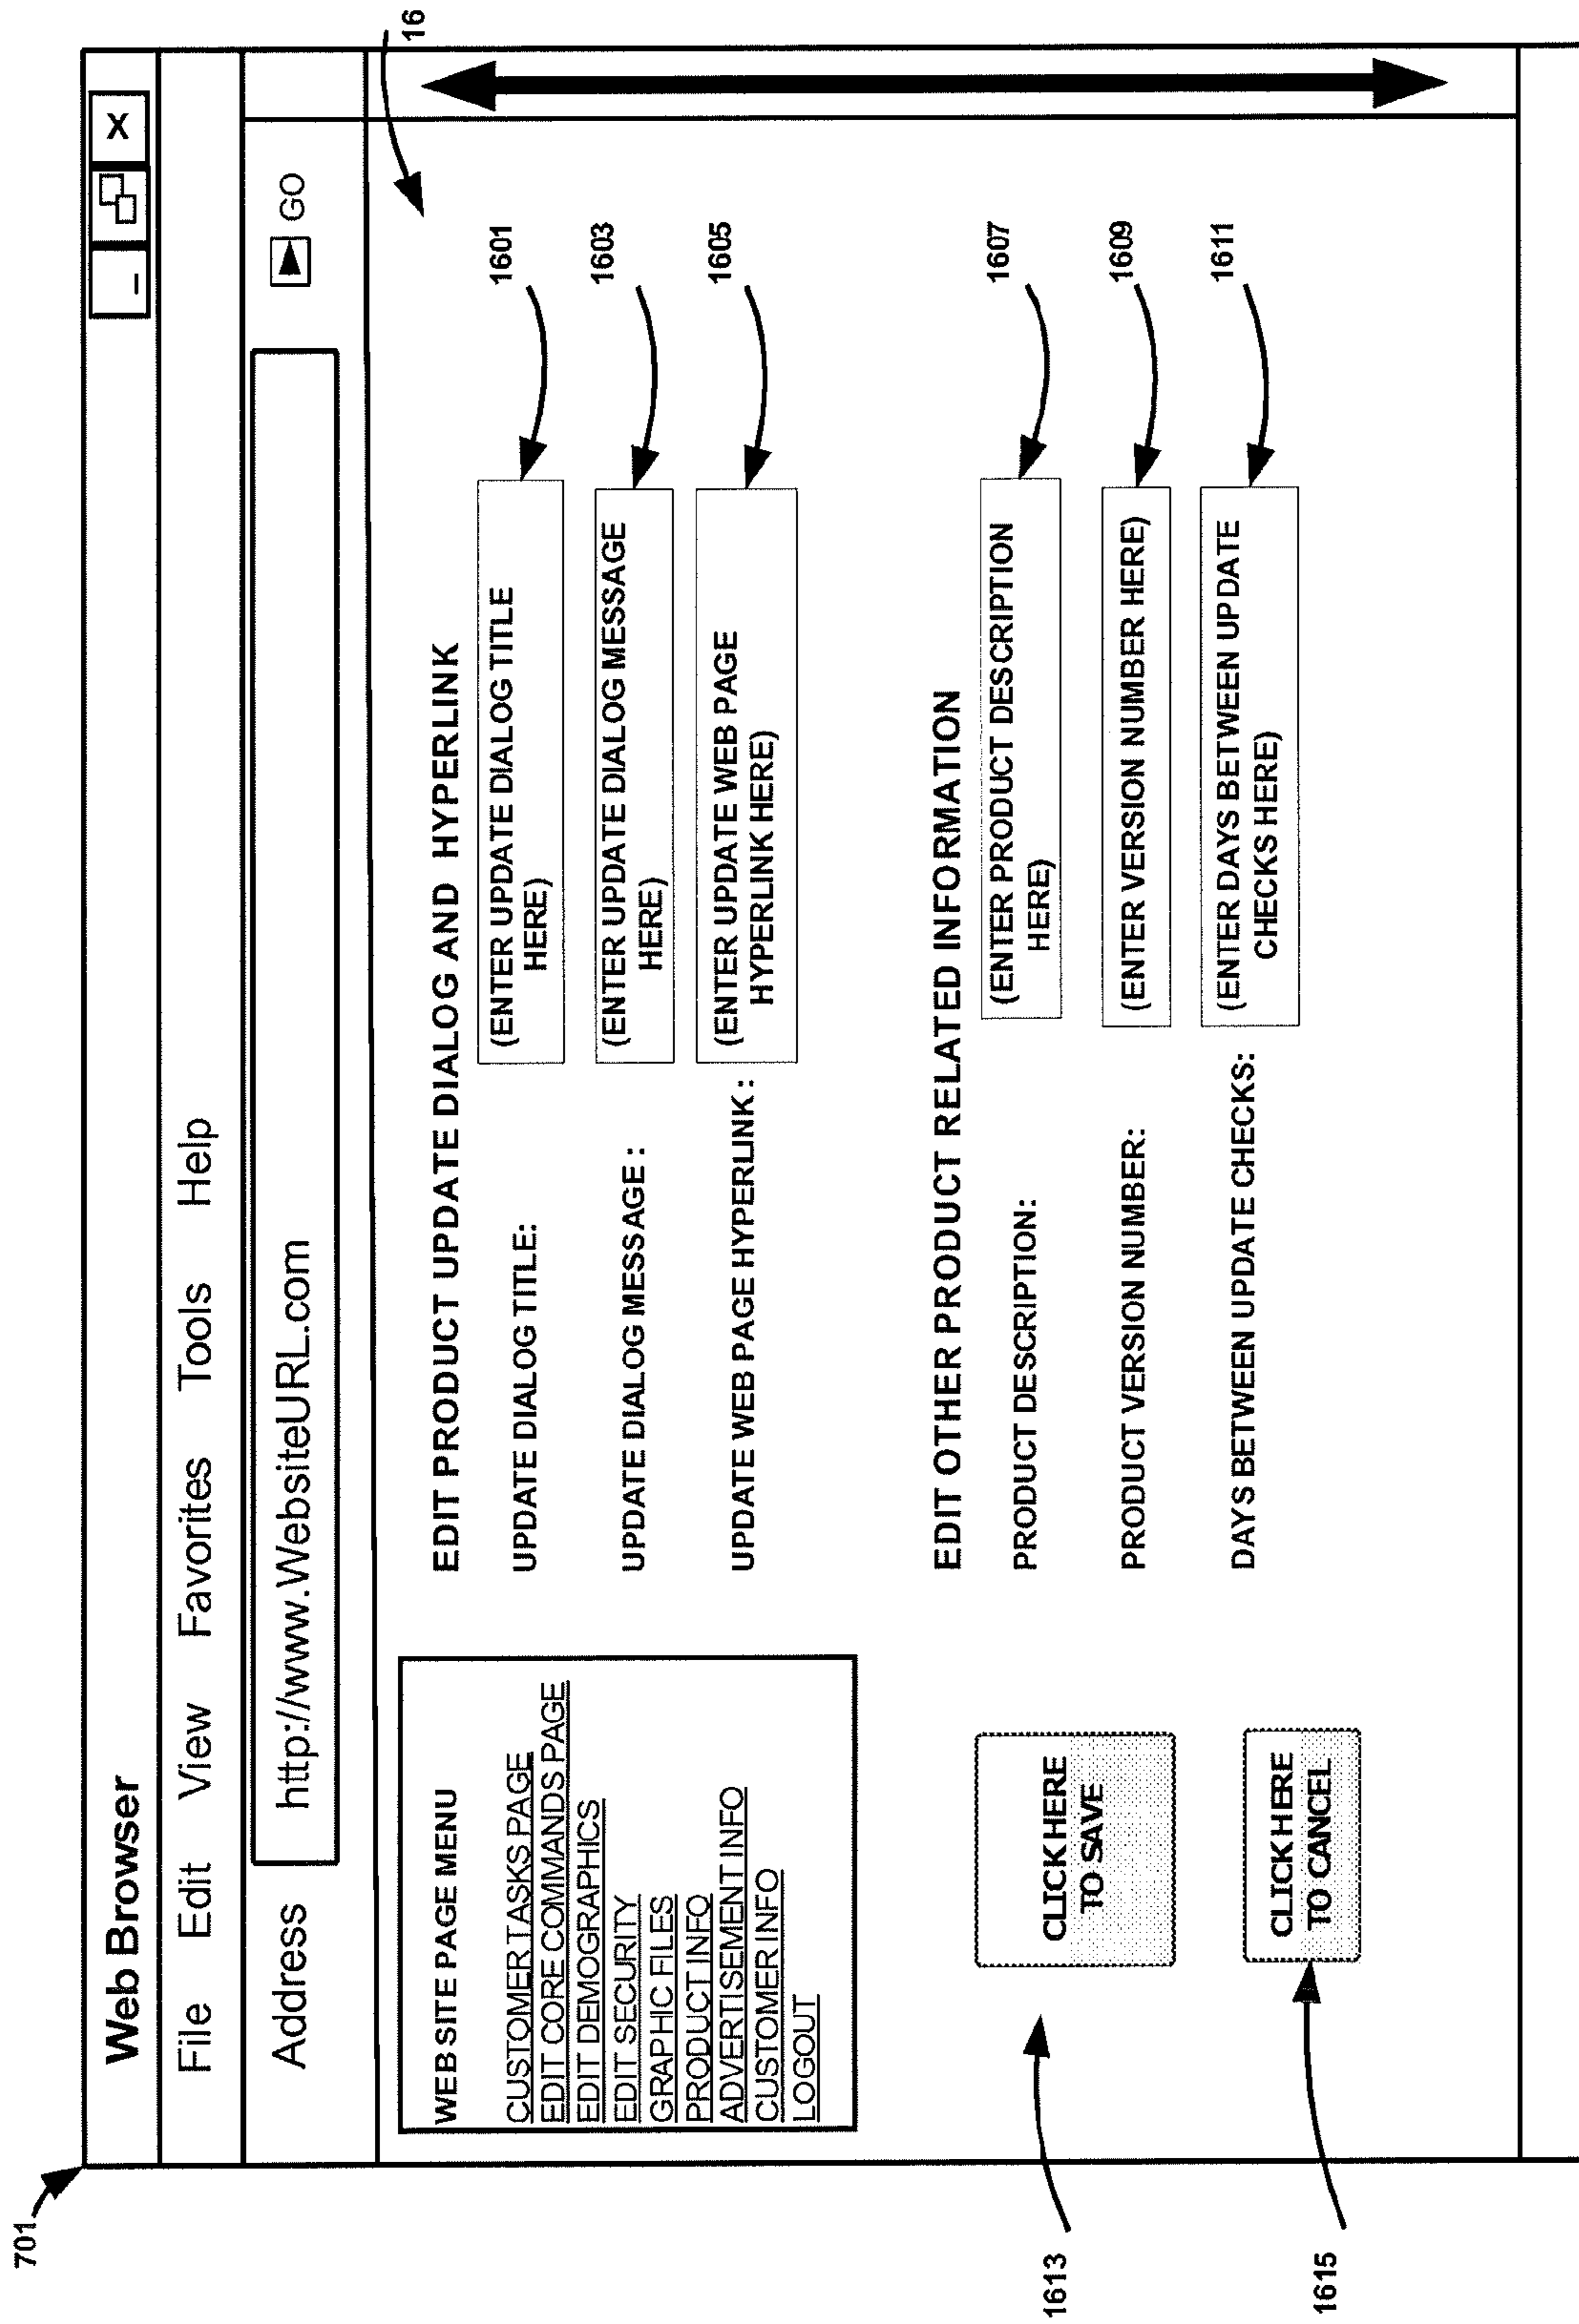 701
Web Browser
_ X
File Edit View Favorites Tools Help
Address http://www.WebsiteURL.com GO
16
WEB SITE PAGE MENU
CUSTOMER TASKS PAGE
EDIT CORE COMMANDS PAGE
EDIT DEMOGRAPHICS
EDIT SECURITY
GRAPHIC FILES
PRODUCT INFO
ADVERTISEMENT INFO
CUSTOMER INFO
LOGOUT
EDIT PRODUCT UPDATE DIALOG AND HYPERLINK
UPDATE DIALOG TITLE: (ENTER UPDATE DIALOG TITLE
HERE) 1601
UPDATE DIALOG MESSAGE : (ENTER UPDATE DIALOG MESSAGE
HERE) 1603
UPDATE WEB PAGE HYPERLINK : (ENTER UPDATE WEB PAGE
HYPERLINK HERE) 1605
EDIT OTHER PRODUCT RELATED INFORMATION
PRODUCT DESCRIPTION: (ENTER PRODUCT DESCRIPTION
HERE) 1607
PRODUCT VERSION NUMBER: (ENTER VERSION NUMBER HERE) 1609
DAYS BETWEEN UPDATE CHECKS: (ENTER DAYS BETWEEN UPDATE
CHECKS HERE) 1611
CLICK HERE
TO SAVE
1613
CLICK HERE
TO CANCEL
1615